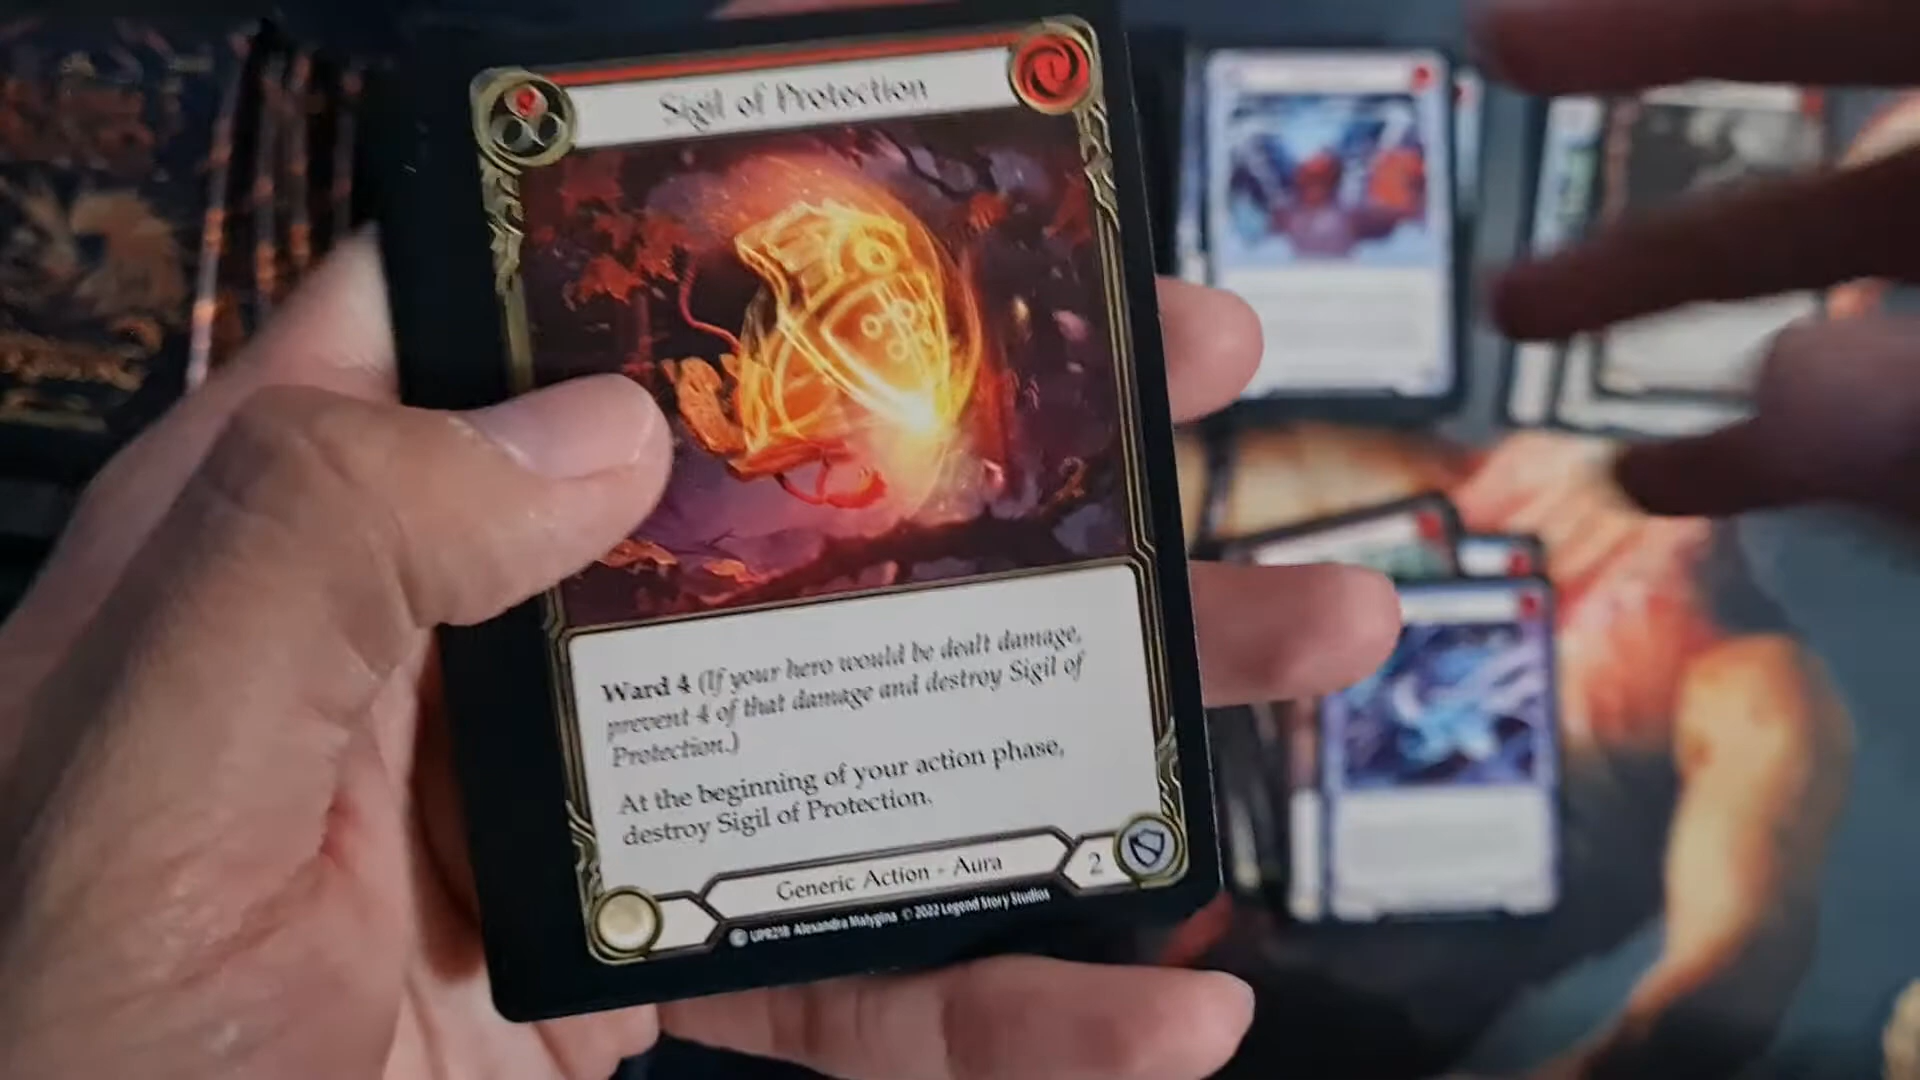 Sigil of Protection
Ward 4 (If your hero would be dealt damage,
prevent 4 of that damage and destroy Sigil of
Protection.)
At the beginning of your action phase,
destroy Sigil of Protection.
Generic Action - Aura
2
C UPR218 Alexandra Malygina © 2022 Legend Story Studios